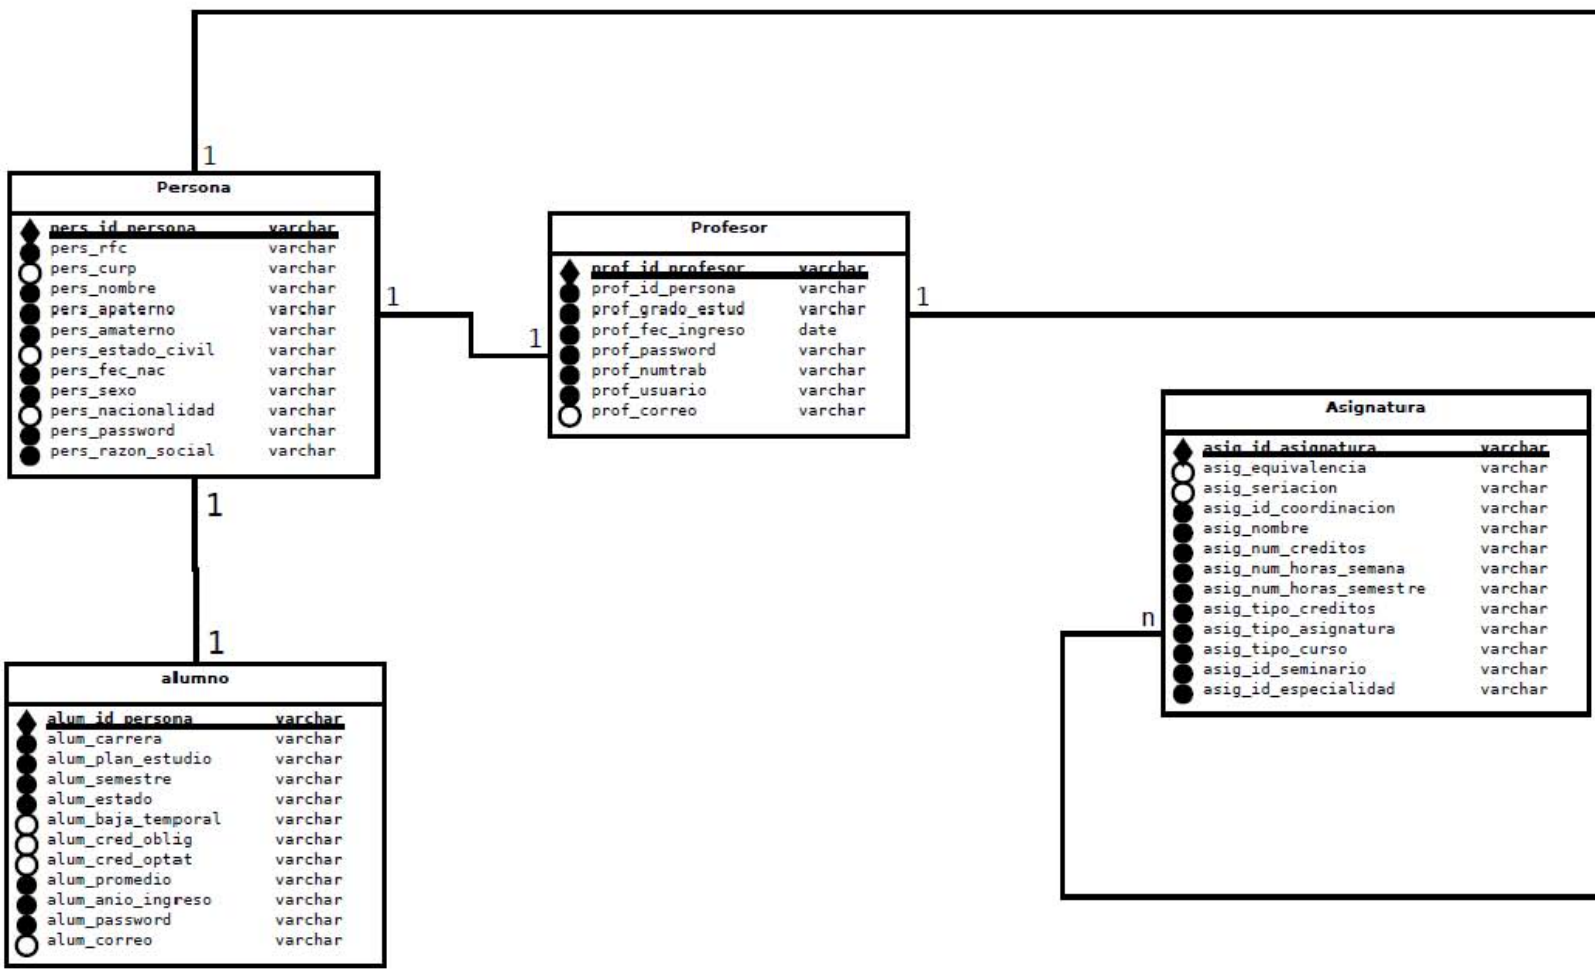 1
Persona
pers_id_persona varchar
pers_rfc varchar
pers_curp varchar
pers_nombre varchar
pers_apaterno varchar
pers_amaterno varchar
pers_estado_civil varchar
pers_fec_nac varchar
pers_sexo varchar
pers_nacionalidad varchar
pers_password varchar
pers_razon_social varchar
1
1
Profesor
prof_id_profesor varchar
prof_id_persona varchar
prof_grado_estud varchar
prof_fec_ingreso date
prof_password varchar
prof_numtrab varchar
prof_usuario varchar
prof_correo varchar
1
Asignatura
asig_id_asignatura varchar
asig_equivalencia varchar
asig_seriacion varchar
asig_id_coordinacion varchar
asig_nombre varchar
asig_num_creditos varchar
asig_num_horas_semana varchar
asig_num_horas_semestre varchar
asig_tipo_creditos varchar
asig_tipo_asignatura varchar
asig_tipo_curso varchar
asig_id_seminario varchar
asig_id_especialidad varchar
n
1
1
alumno
alum_id_persona varchar
alum_carrera varchar
alum_plan_estudio varchar
alum_semestre varchar
alum_estado varchar
alum_baja_temporal varchar
alum_cred_oblig varchar
alum_cred_optat varchar
alum_promedio varchar
alum_anio_ingreso varchar
alum_password varchar
alum_correo varchar